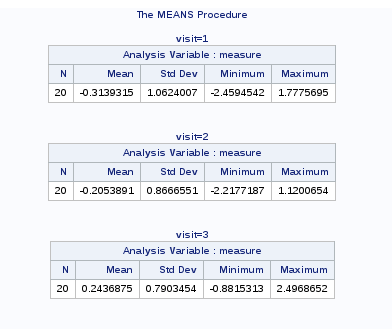 The MEANS Procedure
visit=1
Analysis Variable : measure
N Mean Std Dev Minimum Maximum
20 -0.3139315 1.0624007 -2.4594542 1.7775695
visit=2
Analysis Variable : measure
N Mean Std Dev Minimum Maximum
20 -0.2053891 0.8666551 -2.2177187 1.1200654
visit=3
Analysis Variable : measure
N Mean Std Dev Minimum Maximum
20 0.2436875 0.7903454 -0.8815313 2.4968652